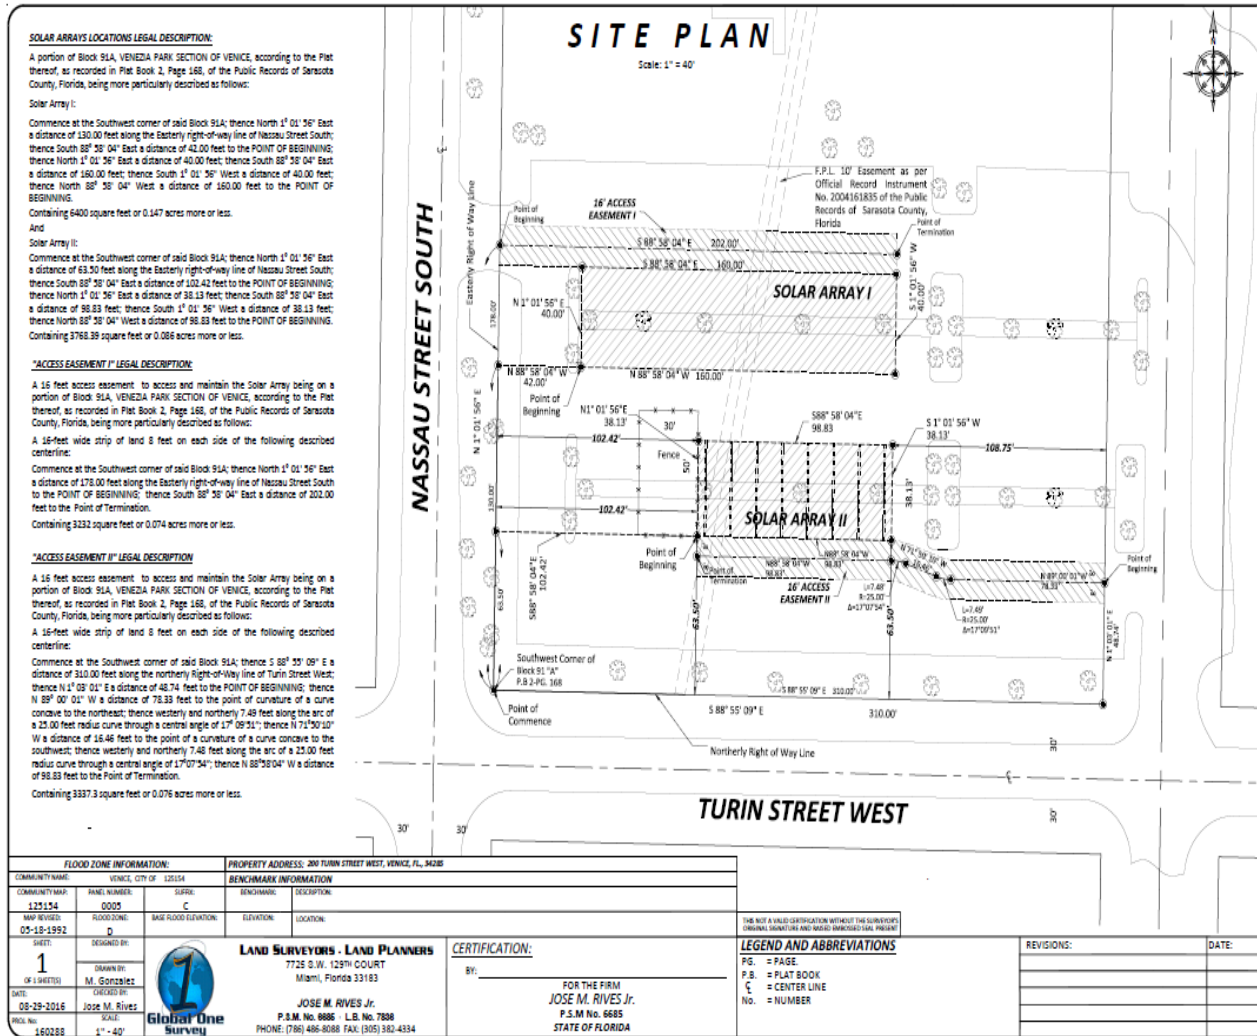 SITE PLAN
Scale: 1" = 40'
N
SOLAR ARRAYS LOCATIONS LEGAL DESCRIPTION:
A portion of Block 91A, VENEZIA PARK SECTION OF VENICE, according to the Plat
thereof, as recorded in Plat Book 2, Page 168, of the Public Records of Sarasota
County, Florida, being more particularly described as follows:
Solar Array I:
Commence at the Southwest corner of said Block 91A; thence North 1⁰ 01' 56" East
a distance of 130.00 feet along the Easterly right-of-way line of Nassau Street South;
thence South 88⁰ 58' 04" East a distance of 42.00 feet to the POINT OF BEGINNING;
thence North 1⁰ 01' 56" East a distance of 40.00 feet; thence South 88⁰ 58' 04" East
a distance of 160.00 feet; thence South 1⁰ 01' 56" West a distance of 40.00 feet;
thence North 88⁰ 58' 04" West a distance of 160.00 feet to the POINT OF
BEGINNING.
Containing 6400 square feet or 0.147 acres more or less.
And
Solar Array II:
Commence at the Southwest corner of said Block 91A; thence North 1⁰ 01' 56" East
a distance of 63.50 feet along the Easterly right-of-way line of Nassau Street South;
thence South 88⁰ 58' 04" East a distance of 102.42 feet to the POINT OF BEGINNING;
thence North 1⁰ 01' 56" East a distance of 38.13 feet; thence South 88⁰ 58' 04" East
a distance of 98.83 feet; thence South 1⁰ 01' 56" West a distance of 38.13 feet;
thence North 88⁰ 58' 04" West a distance of 98.83 feet to the POINT OF BEGINNING.
Containing 3768.39 square feet or 0.086 acres more or less.
"ACCESS EASEMENT I" LEGAL DESCRIPTION:
A 16 feet access easement to access and maintain the Solar Array being on a
portion of Block 91A, VENEZIA PARK SECTION OF VENICE, according to the Plat
thereof, as recorded in Plat Book 2, Page 168, of the Public Records of Sarasota
County, Florida, being more particularly described as follows:
A 16-feet wide strip of land 8 feet on each side of the following described
centerline:
Commence at the Southwest corner of said Block 91A; thence North 1⁰ 01' 56" East
a distance of 178.00 feet along the Easterly right-of-way line of Nassau Street South
to the POINT OF BEGINNING; thence South 88⁰ 58' 04" East a distance of 202.00
feet to the Point of Termination.
Containing 3232 square feet or 0.074 acres more or less.
"ACCESS EASEMENT II" LEGAL DESCRIPTION
A 16 feet access easement to access and maintain the Solar Array being on a
portion of Block 91A, VENEZIA PARK SECTION OF VENICE, according to the Plat
thereof, as recorded in Plat Book 2, Page 168, of the Public Records of Sarasota
County, Florida, being more particularly described as follows:
A 16-feet wide strip of land 8 feet on each side of the following described
centerline:
Commence at the Southwest corner of said Block 91A; thence S 88⁰ 55' 09" E a
distance of 310.00 feet along the northerly Right-of-Way line of Turin Street West;
thence N 1⁰ 03' 01" E a distance of 48.74 feet to the POINT OF BEGINNING; thence
N 89⁰ 00' 01" W a distance of 78.33 feet to the point of curvature of a curve
concave to the northeast; thence westerly and northerly 7.49 feet along the arc of
a 25.00 feet radius curve through a central angle of 17⁰ 09'51"; thence N 71⁰50'10"
W a distance of 16.46 feet to the point of a curvature of a curve concave to the
southwest; thence westerly and northerly 7.48 feet along the arc of a 25.00 feet
radius curve through a central angle of 17⁰07'54"; thence N 88⁰58'04" W a distance
of 98.83 feet to the Point of Termination.
Containing 3337.3 square feet or 0.076 acres more or less.
F.P.L. 10' Easement as per
Official Record Instrument
No. 2004161835 of the Public
Records of Sarasota County,
Florida
16' ACCESS
EASEMENT I
Point of
Beginning
Point of
Termination
Easterly Right of Way Line
NASSAU STREET SOUTH
S 88° 58' 04" E 202.00'
S 88° 58' 04" E 160.00'
S 1° 01' 56" W
40.00'
SOLAR ARRAY I
N 1° 01' 56" E
40.00'
178.00'
N 88° 58' 04" W
42.00'
N 88° 58' 04" W 160.00'
Point of
Beginning
N 1° 01' 56" E
N1° 01' 56"E
38.13'
30'
S88° 58' 04"E
98.83
S 1° 01' 56" W
38.13'
102.42'
108.75'
Fence
50'
38.13'
130.00'
102.42'
SOLAR ARRAY II
Point of
Beginning
S88° 58' 04"E
102.42'
N88° 58' 04"W
98.83'
N88° 58' 04"W
98.83'
N 71° 50' 10" W
16.46'
Point of
Termination
16' ACCESS
EASEMENT II
L=7.48'
R=25.00'
Δ=17°07'54"
N 89° 00' 01"W
78.33'
8'
8'
Point of
Beginning
L=7.49'
R=25.00'
Δ=17°09'51"
63.50'
63.50'
63.50'
N 1° 03' 01" E
48.74'
Southwest Corner of
Block 91 "A"
P.B 2-PG. 168
Point of
Commence
S 88° 55' 09" E 310.00'
S 88° 55' 09" E
310.00'
Northerly Right of Way Line
30'
TURIN STREET WEST
30'
30'
30'
FLOOD ZONE INFORMATION:
COMMUNITY NAME: VENICE, CITY OF 125154
COMMUNITY MAP: PANEL NUMBER: SUFFIX:
125154 0005 C
MAP REVISED: FLOOD ZONE: BASE FLOOD ELEVATION:
05-18-1992 D
PROPERTY ADDRESS: 200 TURIN STREET WEST, VENICE, FL., 34285
BENCHMARK INFORMATION
BENCHMARK: DESCRIPTION:
ELEVATION: LOCATION:
THIS NOT A VALID CERTIFICATION WITHOUT THE SURVEYOR'S
ORIGINAL SIGNATURE AND RAISED EMBOSSED SEAL PRESENT
SHEET:
1
OF 1 SHEET(S)
DATE:
08-29-2016
PROJ. No:
160288
DESIGNED BY:
DRAWN BY:
M. Gonzalez
CHECKED BY:
Jose M. Rives
SCALE:
1" - 40'
1
Global One
Survey
LAND SURVEYORS - LAND PLANNERS
7725 S.W. 129TH COURT
Miami, Florida 33183
JOSE M. RIVES Jr.
P.S.M. No. 6685 - L.B. No. 7838
PHONE: (786) 486-8088 FAX: (305) 382-4334
CERTIFICATION:
BY:
FOR THE FIRM
JOSE M. RIVES Jr.
P.S.M No. 6685
STATE OF FLORIDA
LEGEND AND ABBREVIATIONS
PG. = PAGE.
P.B. = PLAT BOOK
℄ = CENTER LINE
No. = NUMBER
REVISIONS: DATE: